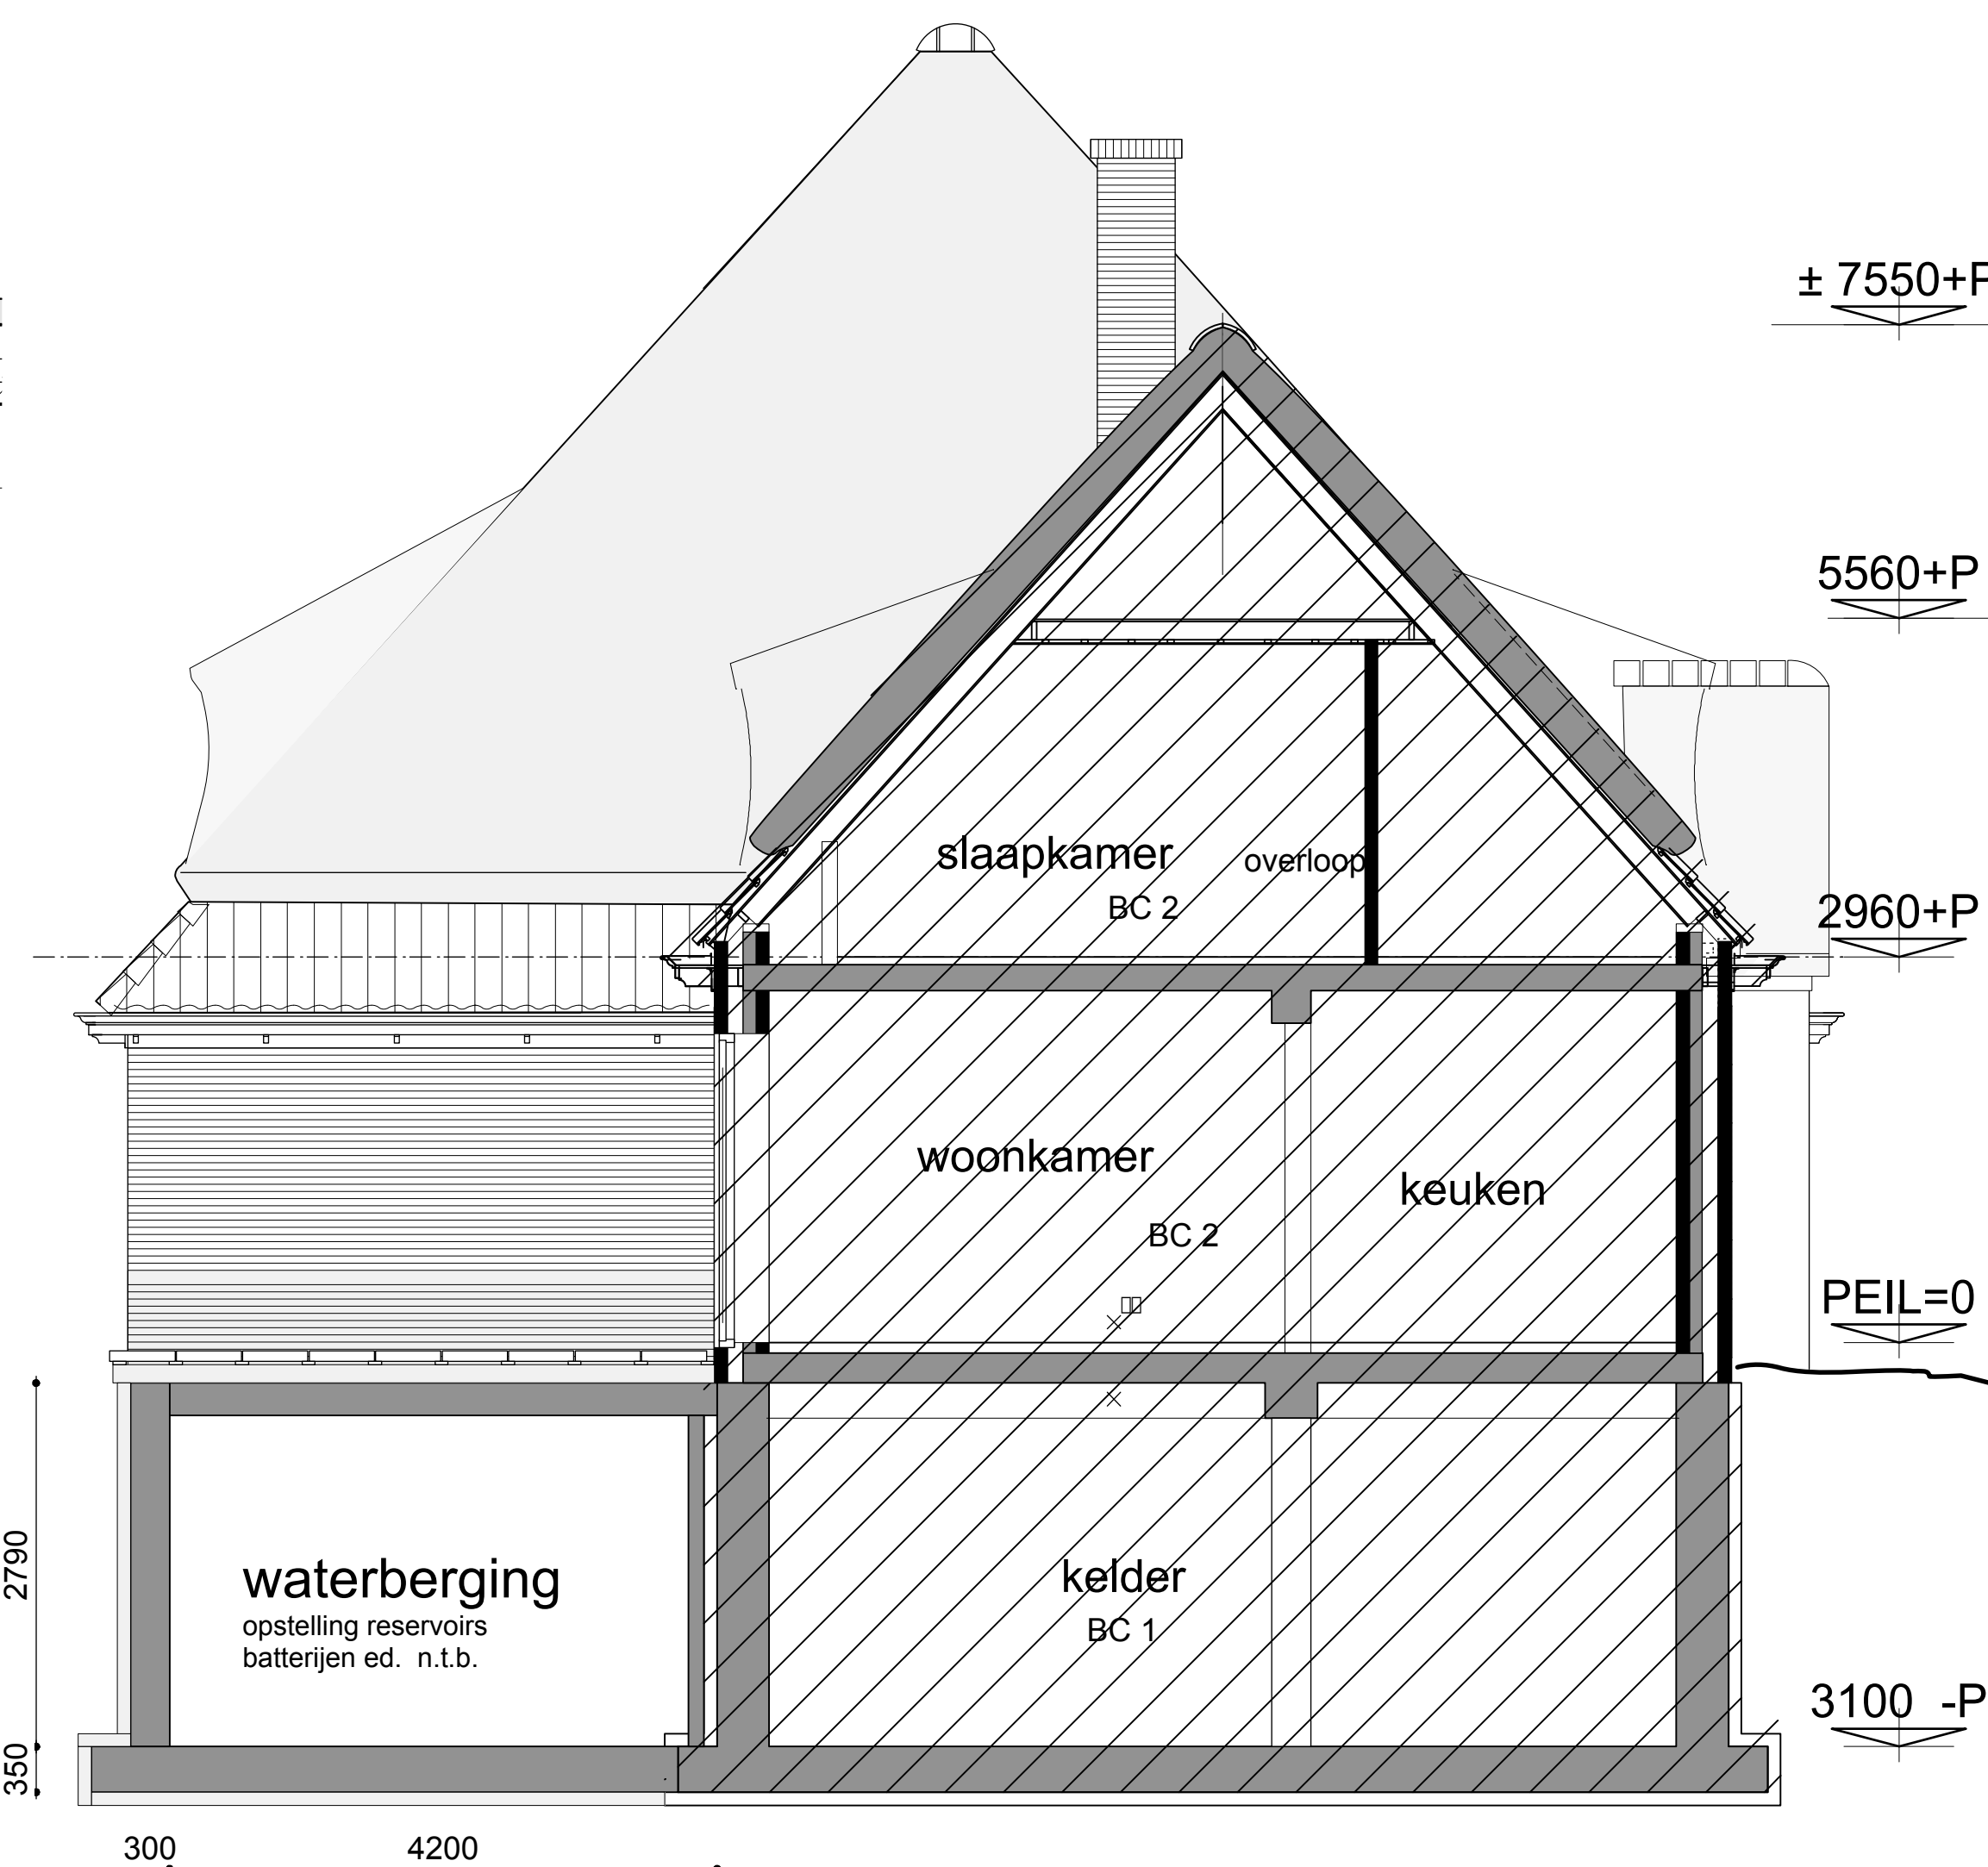 ± 7550+P
5560+P
slaapkamer
overloop
BC 2
2960+P
woonkamer
keuken
BC 2
PEIL=0
2790
waterberging
opstelling reservoirs
batterijen ed. n.t.b.
kelder
BC 1
3100 -P
350
300
4200